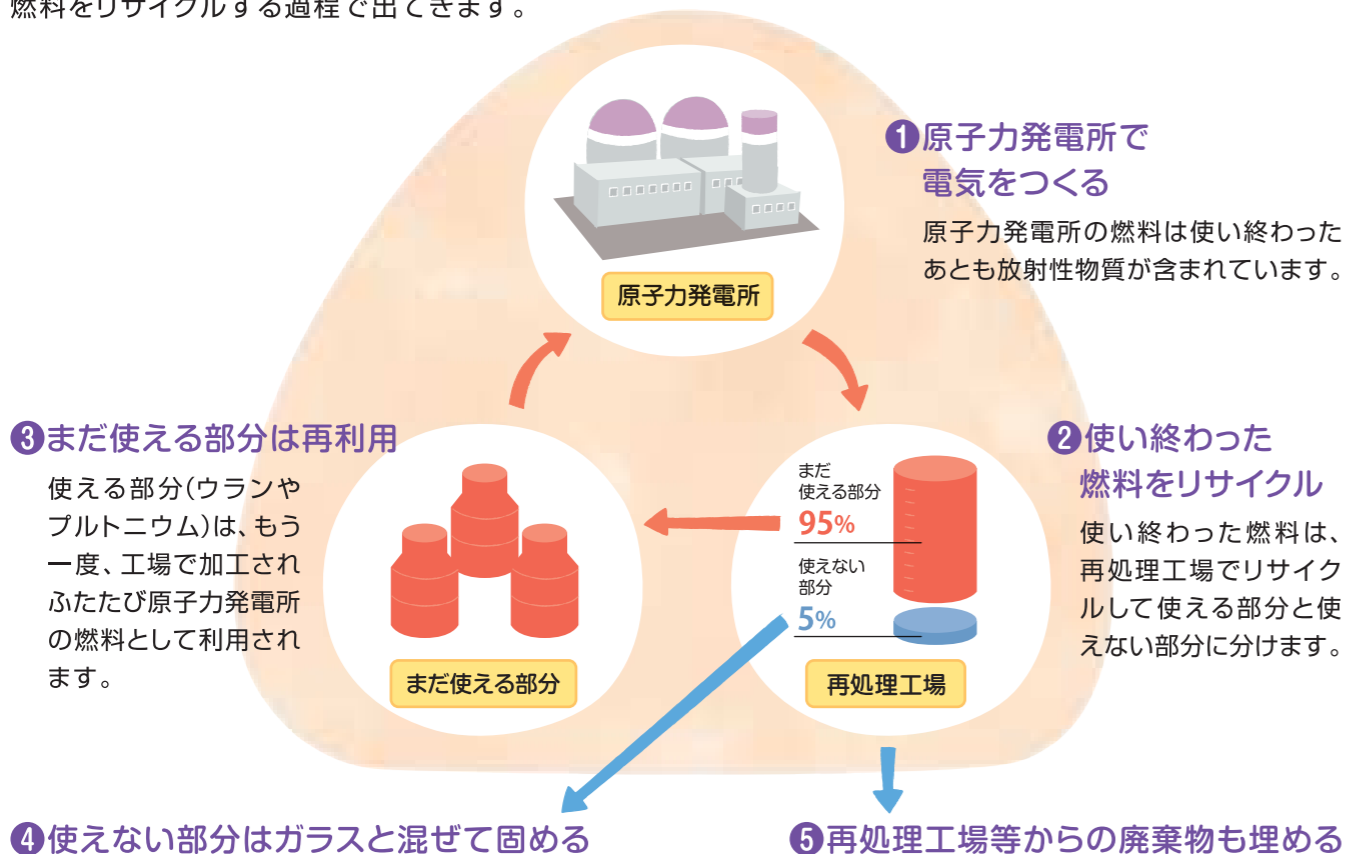 燃料をリサイクルする過程で出てきます。
原子力発電所
❶原子力発電所で
電気をつくる
原子力発電所の燃料は使い終わった
あとも放射性物質が含まれています。
❷使い終わった
燃料をリサイクル
使い終わった燃料は、
再処理工場でリサイク
ルして使える部分と使
えない部分に分けます。
まだ
使える部分
95%
使えない
部分
5%
再処理工場
❸まだ使える部分は再利用
使える部分(ウランや
プルトニウム)は、もう
一度、工場で加工され
ふたたび原子力発電所
の燃料として利用され
ます。
まだ使える部分
❹使えない部分はガラスと混ぜて固める
❺再処理工場等からの廃棄物も埋める